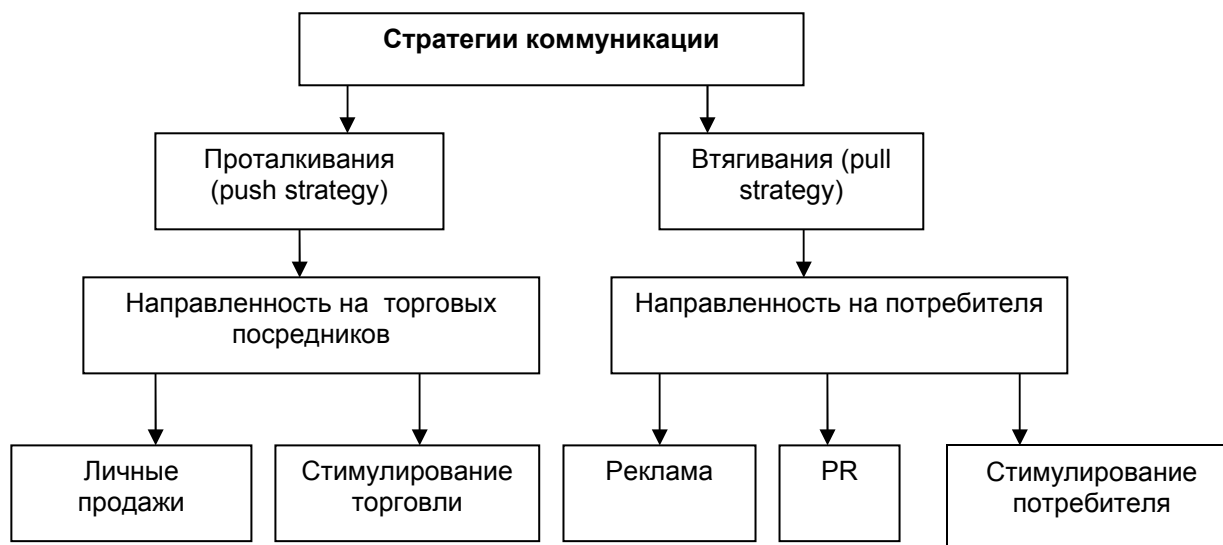 Стратегии коммуникации
Проталкивания
(push strategy)
Втягивания (pull
strategy)
Направленность на торговых
посредников
Направленность на потребителя
Личные
продажи
Стимулирование
торговли
Реклама
PR
Стимулирование
потребителя